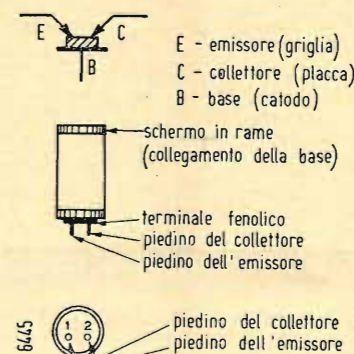 E C
B
E - emissore (griglia)
C - collettore (placca)
B - base (catodo)
schermo in rame
(collegamento della base)
terminale fenolico
piedino del collettore
piedino dell'emissore
6445
1 2
piedino del collettore
piedino dell'emissore